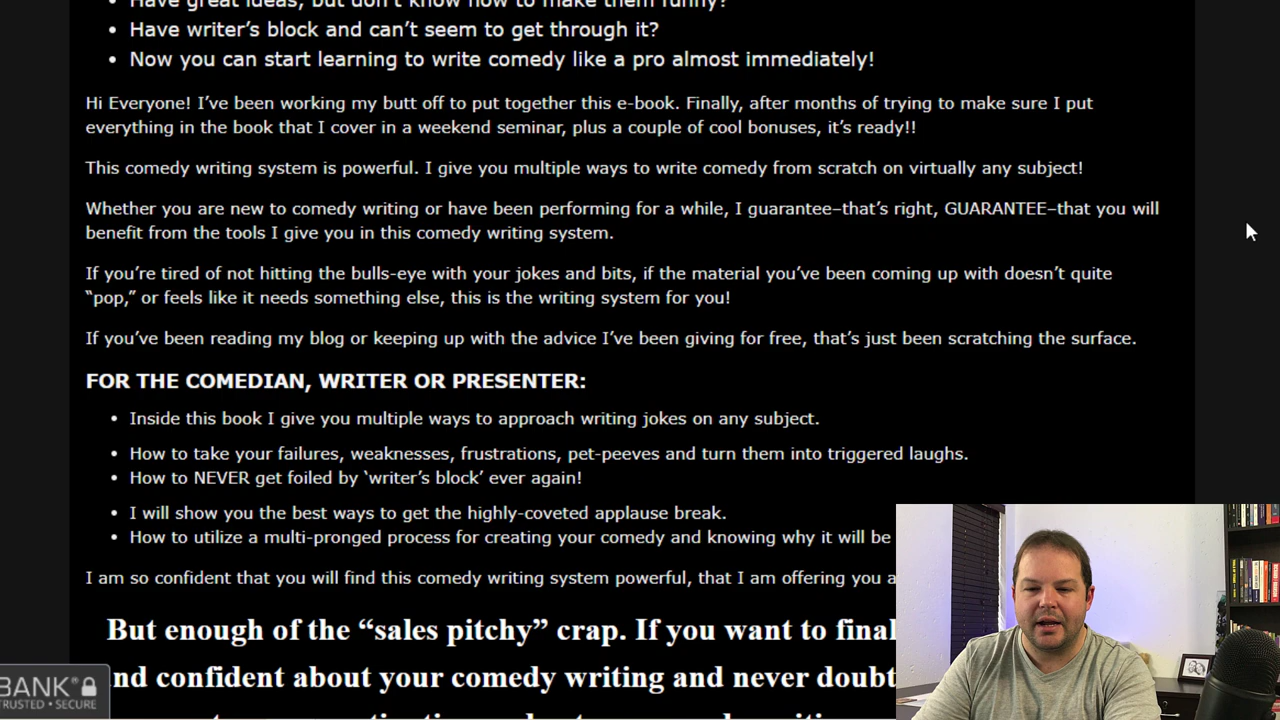 Have great ideas, but don't know how to make them funny?
• Have writer's block and can't seem to get through it?
• Now you can start learning to write comedy like a pro almost immediately!
Hi Everyone! I've been working my butt off to put together this e-book. Finally, after months of trying to make sure I put
everything in the book that I cover in a weekend seminar, plus a couple of cool bonuses, it's ready!!
This comedy writing system is powerful. I give you multiple ways to write comedy from scratch on virtually any subject!
Whether you are new to comedy writing or have been performing for a while, I guarantee–that's right, GUARANTEE–that you will
benefit from the tools I give you in this comedy writing system.
If you're tired of not hitting the bulls-eye with your jokes and bits, if the material you've been coming up with doesn't quite
"pop," or feels like it needs something else, this is the writing system for you!
If you've been reading my blog or keeping up with the advice I've been giving for free, that's just been scratching the surface.
FOR THE COMEDIAN, WRITER OR PRESENTER:
• Inside this book I give you multiple ways to approach writing jokes on any subject.
• How to take your failures, weaknesses, frustrations, pet-peeves and turn them into triggered laughs.
• How to NEVER get foiled by 'writer's block' ever again!
• I will show you the best ways to get the highly-coveted applause break.
• How to utilize a multi-pronged process for creating your comedy and knowing why it will be
I am so confident that you will find this comedy writing system powerful, that I am offering you a
But enough of the "sales pitchy" crap. If you want to final
nd confident about your comedy writing and never doubt
BANK®
TRUSTED • SECURE